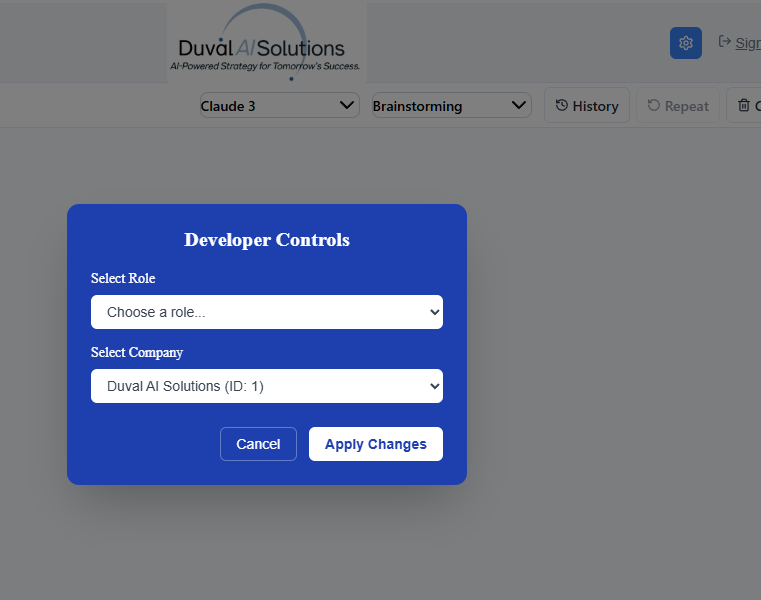 Duval AI Solutions
AI-Powered Strategy for Tomorrow's Success.
Sign
Claude 3
Brainstorming
History
Repeat
C
Developer Controls
Select Role
Choose a role...
Select Company
Duval AI Solutions (ID: 1)
Cancel
Apply Changes